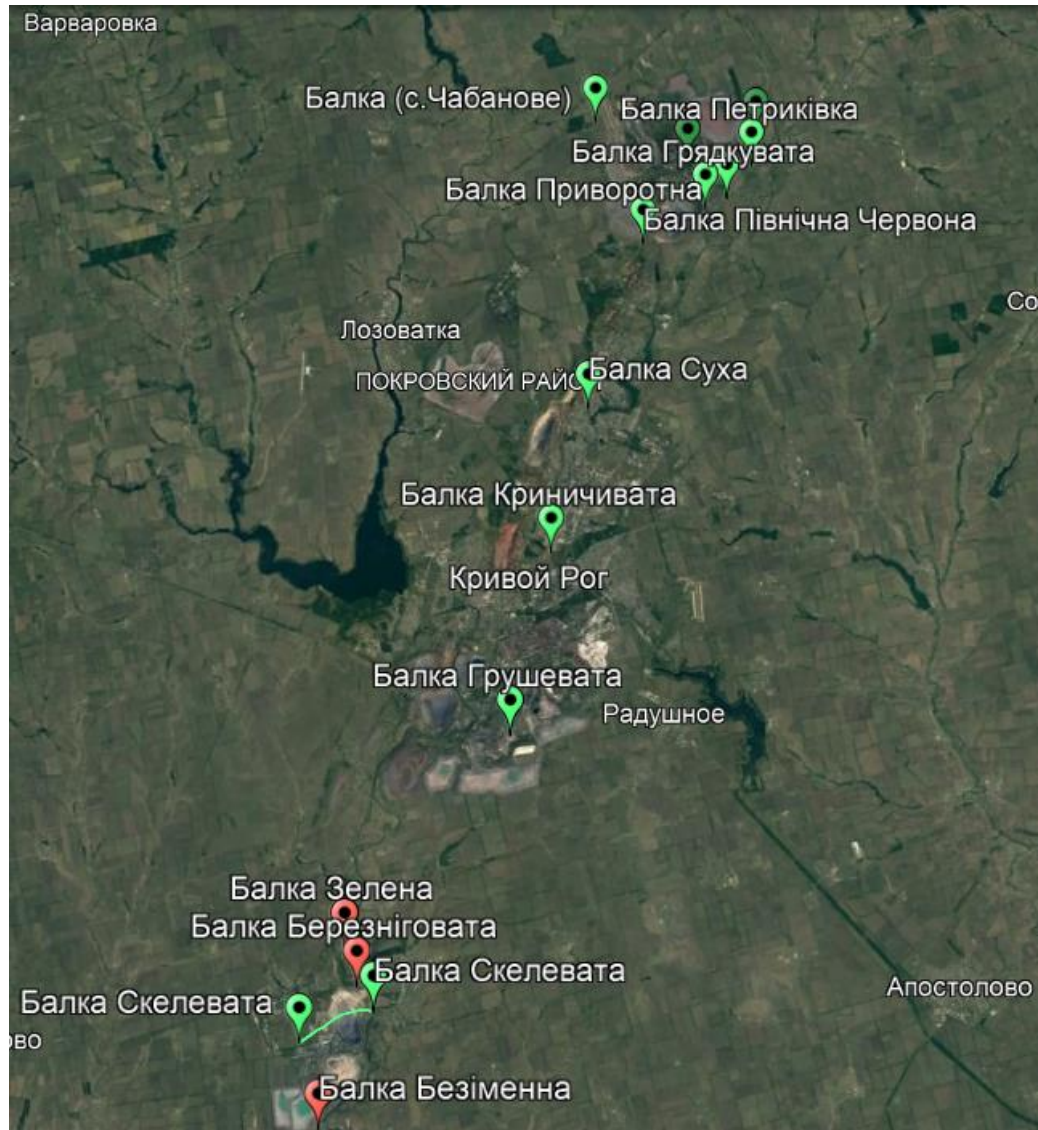 Варваровка
Балка (с.Чабанове)
Балка Петриківка
Балка Грядкувата
Балка Приворотна
Балка Північна Червона
Со
Лозоватка
ПОКРОВСКИЙ РАЙО
Балка Суха
Балка Криничивата
Кривой Рог
Балка Грушевата
Радушное
Балка Зелена
Балка Березніговата
Балка Скелевата
Апостолово
Балка Скелевата
ово
Балка Безіменна